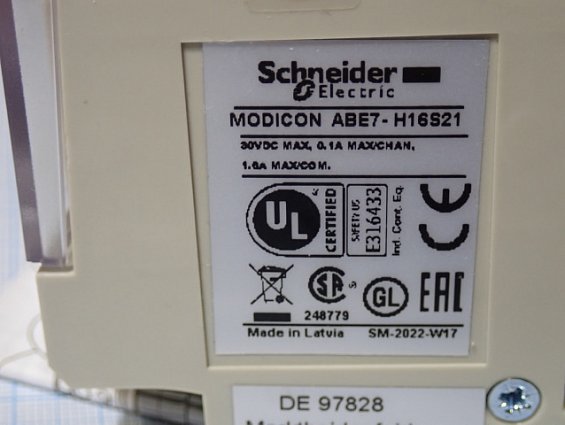 Schneider
Electric
MODICON ABE7-H16S21
30VDC MAX, 0.1A MAX/CHAN,
1.6A MAX/COM.
UL
CERTIFIED
SAFETY US
E316433
Ind. Cont. Eq.
CE
SA
GL
EAC
248779
Made in Latvia SM-2022-W17
DE 97828